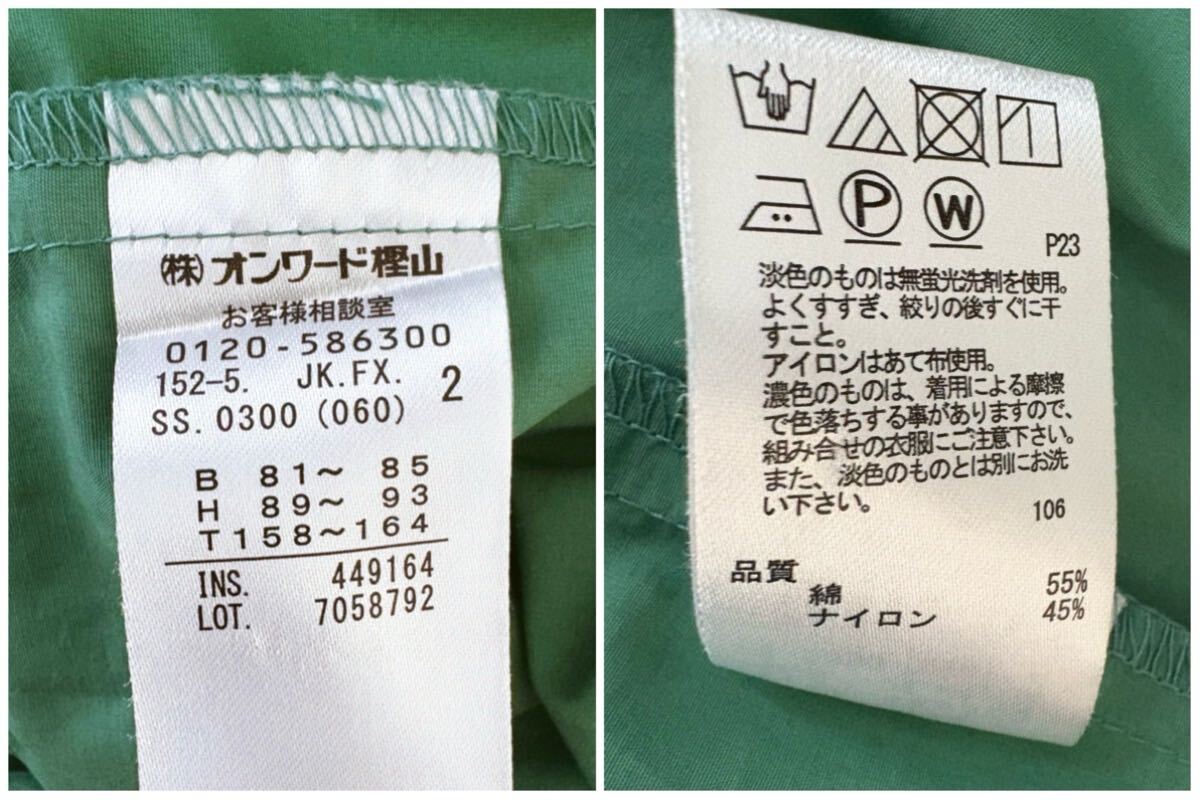 (株)オンワード樫山
お客様相談室
0120-586300
152-5. JK.FX. 2
SS. 0300 (060)
B 81～ 85
H 89～ 93
T 158～164
INS. 449164
LOT. 7058792
P W
P23
淡色のものは無蛍光洗剤を使用。
よくすすぎ、絞りの後すぐに干
すこと。
アイロンはあて布使用。
濃色のものは、着用による摩擦
で色落ちする事がありますので、
組み合せの衣服にご注意下さい。
また、淡色のものとは別にお洗
い下さい。
106
品質
綿 55%
ナイロン 45%